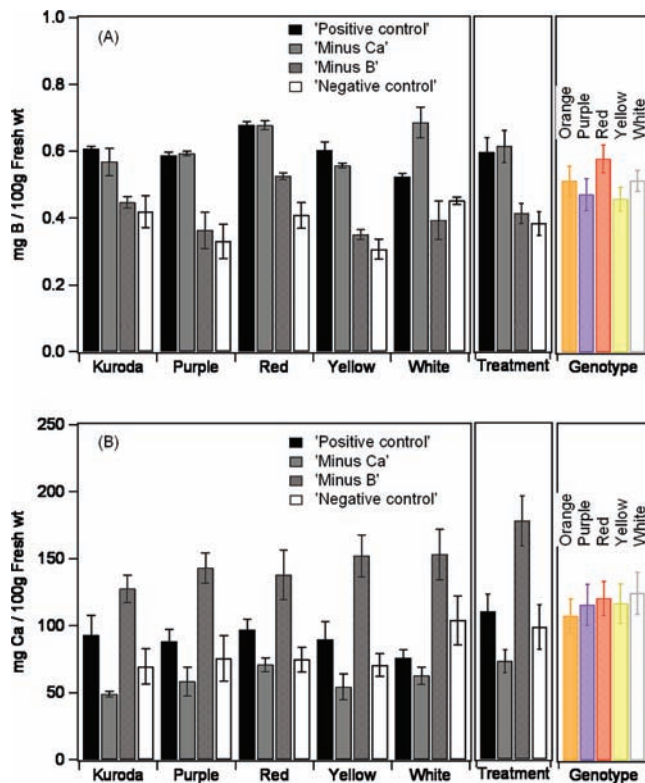 1.0
(A)
'Positive control'
'Minus Ca'
'Minus B'
'Negative control'
0.8
0.6
0.4
0.2
0.0
mg B / 100g Fresh wt
Orange
Purple
Red
Yellow
White
Kuroda Purple Red Yellow White Treatment Genotype
250
(B)
'Positive control'
'Minus Ca'
'Minus B'
'Negative control'
200
150
100
50
0
mg Ca / 100g Fresh wt
Orange
Purple
Red
Yellow
White
Kuroda Purple Red Yellow White Treatment Genotype